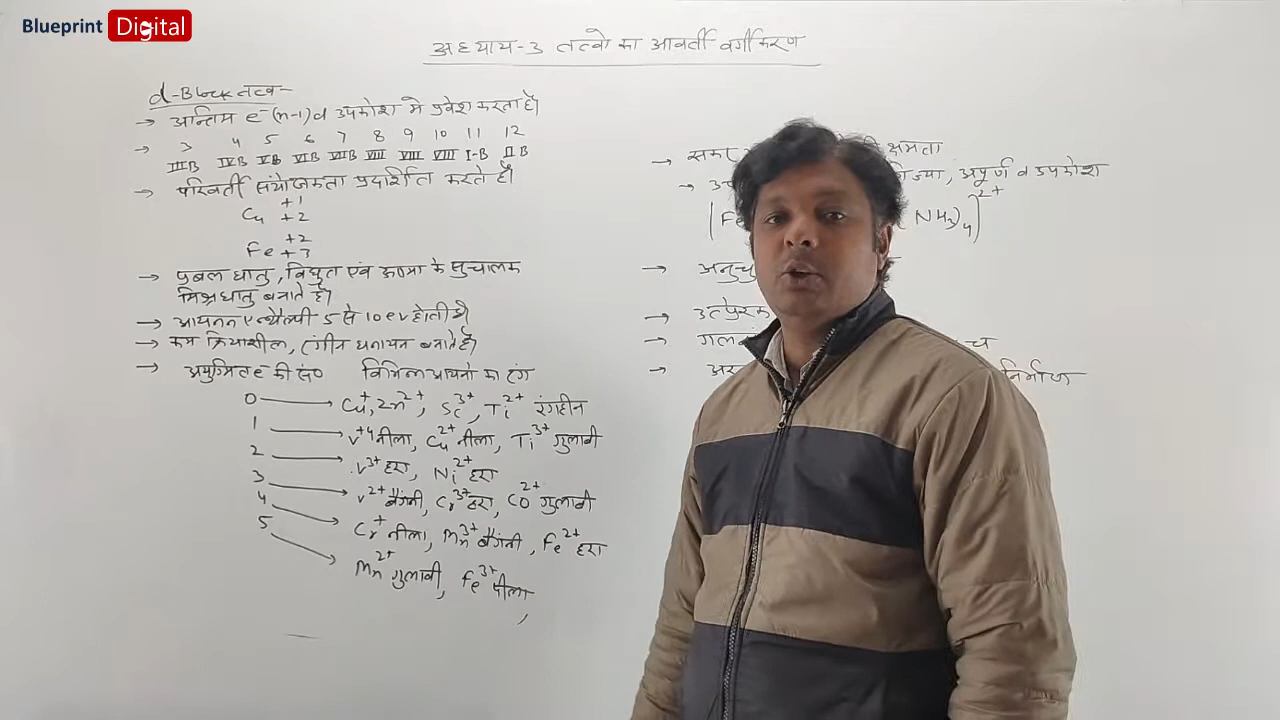 Blueprint Digital
अध्याय-3 तत्वो का आवर्ती वर्गीकरण
d-Block तत्व-
→ अन्तिम e⁻ (n-1)d उपकोश मे प्रवेश करता है।
→ 3 4 5 6 7 8 9 10 11 12
III B IV B V B VI B VII B VIII VIII VIII I-B II B
→ परिवर्ती संयोजकता प्रदर्शित करते है।
Cu +1 +2
Fe +2 +3
→ प्रबल धातु, विद्युत एवं ऊष्मा के सुचालक
मिश्रधातु बनाते है।
→ आयनन एन्थैल्पी 5 से 10 ev होती है।
→ कम क्रियाशील, रंगीन धनायन बनाते है।
→ अयुग्मित e की सं० विभिन्न आयनो का रंग
0 → Cu⁺, Zn²⁺, Sc³⁺, Ti²⁺ रंगहीन
1 → V⁺⁴ नीला, Cu²⁺ नीला, Ti³⁺ गुलाबी
2 → V³⁺ हरा, Ni²⁺ हरा
3 → V²⁺ बैंगनी, Cr³⁺ हरा, CO²⁺ गुलाबी
4 → Cr⁺ नीला, Mn³⁺ बैंगनी, Fe²⁺ हरा
5 → Mn²⁺ गुलाबी, Fe³⁺ पीला,
→ क्षमता
→ अपूर्ण d उपकोश
[Fe NH₃)₄]²⁺
→ अनुचु
→ उत्प्रेरक
→ गल च
→ निर्माण